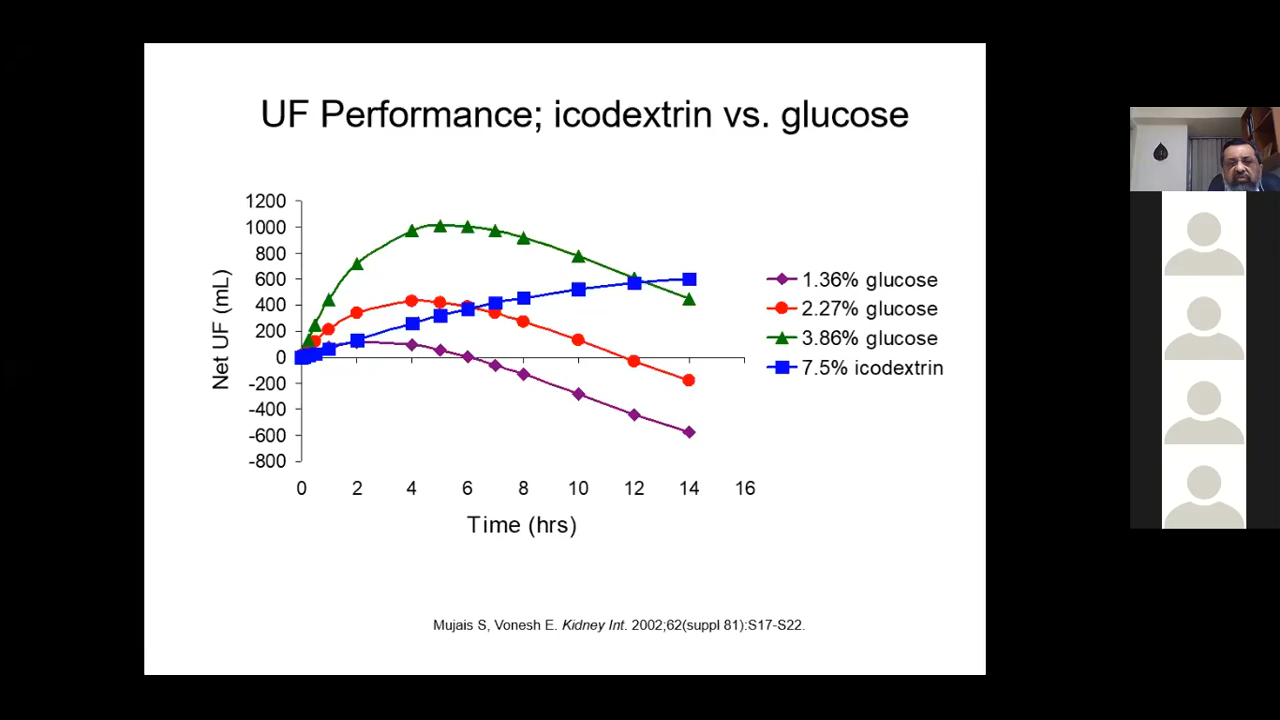 UF Performance; icodextrin vs. glucose
Net UF (mL)
1200
1000
800
600
400
200
0
-200
-400
-600
-800
0 2 4 6 8 10 12 14 16
Time (hrs)
1.36% glucose
2.27% glucose
3.86% glucose
7.5% icodextrin
Mujais S, Vonesh E. Kidney Int. 2002;62(suppl 81):S17-S22.